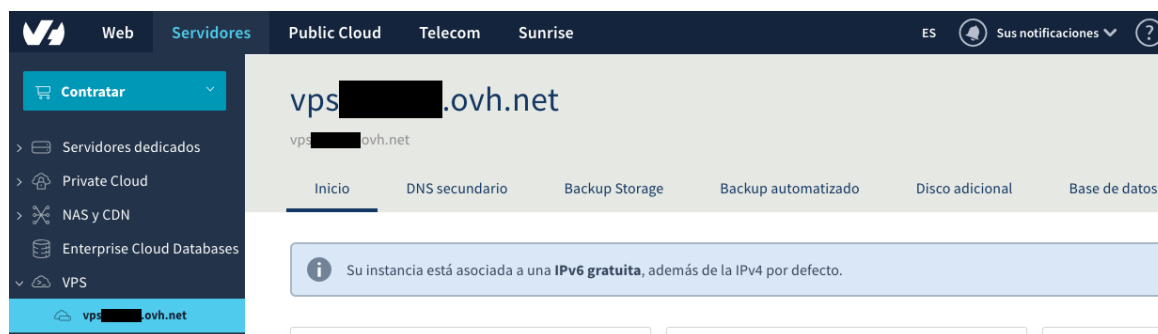 Web Servidores Public Cloud Telecom Sunrise ES Sus notificaciones ?
Contratar
vps .ovh.net
vps ovh.net
Servidores dedicados
Private Cloud
NAS y CDN
Enterprise Cloud Databases
VPS
vps .ovh.net
Inicio DNS secundario Backup Storage Backup automatizado Disco adicional Base de datos
Su instancia está asociada a una IPv6 gratuita, además de la IPv4 por defecto.